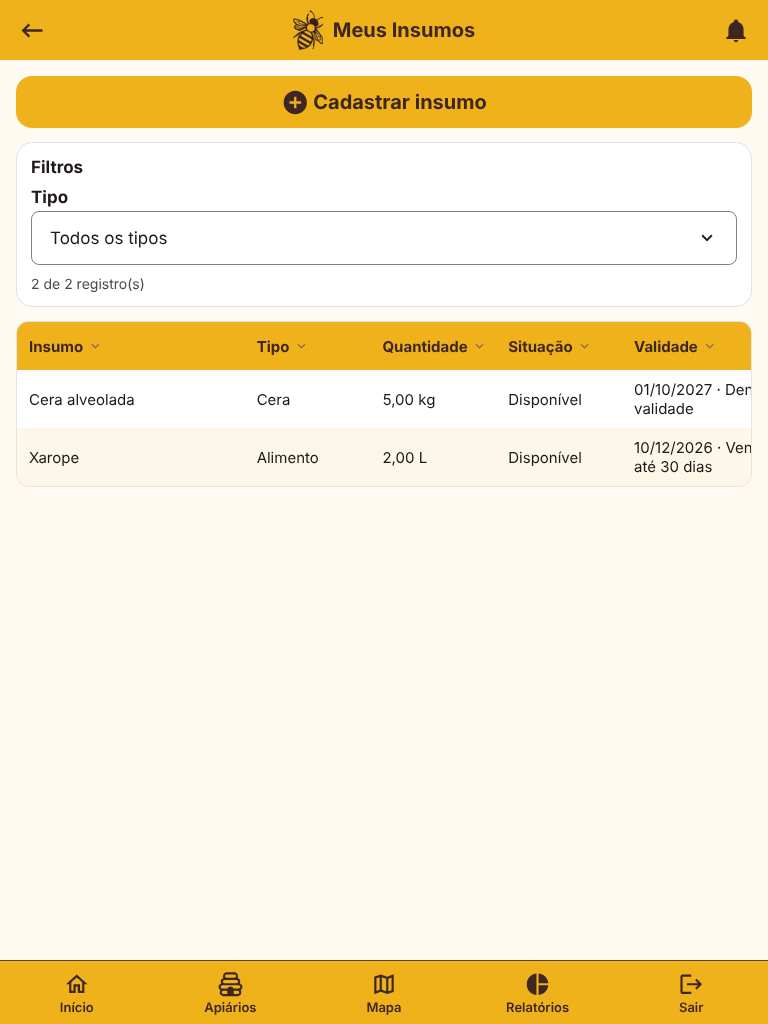 Meus Insumos
Cadastrar insumo
Filtros
Tipo
Todos os tipos
2 de 2 registro(s)
Insumo Tipo Quantidade Situação Validade
Cera alveolada Cera 5,00 kg Disponível 01/10/2027 ·
validade
Xarope Alimento 2,00 L Disponível 10/12/2026 ·
até 30 dias
Início Apiários Mapa Relatórios Sair